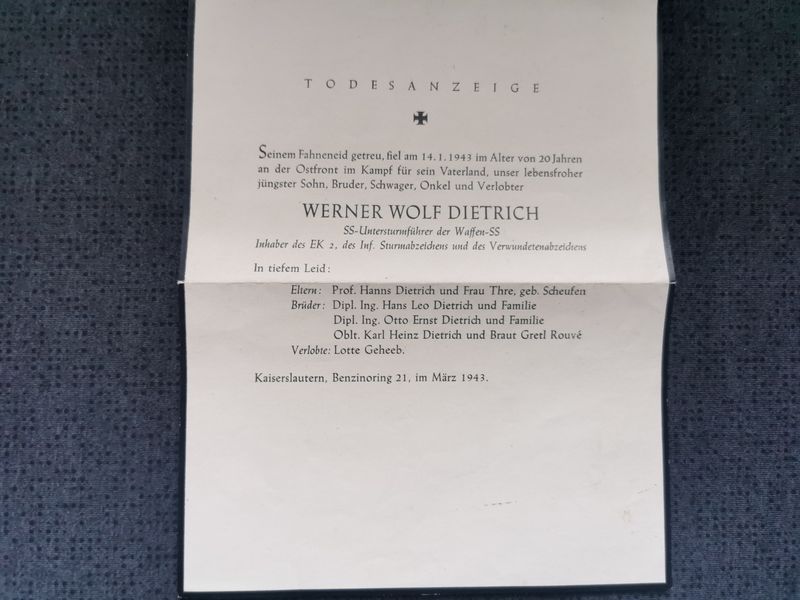 TODESANZEIGE
Seinem Fahneneid getreu, fiel am 14.1.1943 im Alter von 20 Jahren
an der Ostfront im Kampf für sein Vaterland, unser lebensfroher
jüngster Sohn, Bruder, Schwager, Onkel und Verlobter
WERNER WOLF DIETRICH
SS-Untersturmführer der Waffen-SS
Inhaber des EK 2, des Inf. Sturmabzeichens und des Verwundetenabzeichens
In tiefem Leid:
Eltern: Prof. Hanns Dietrich und Frau Thre, geb. Scheufen
Brüder: Dipl. Ing. Hans Leo Dietrich und Familie
Dipl. Ing. Otto Ernst Dietrich und Familie
Oblt. Karl Heinz Dietrich und Braut Gretl Rouvé
Verlobte: Lotte Geheeb.
Kaiserslautern, Benzinoring 21, im März 1943.